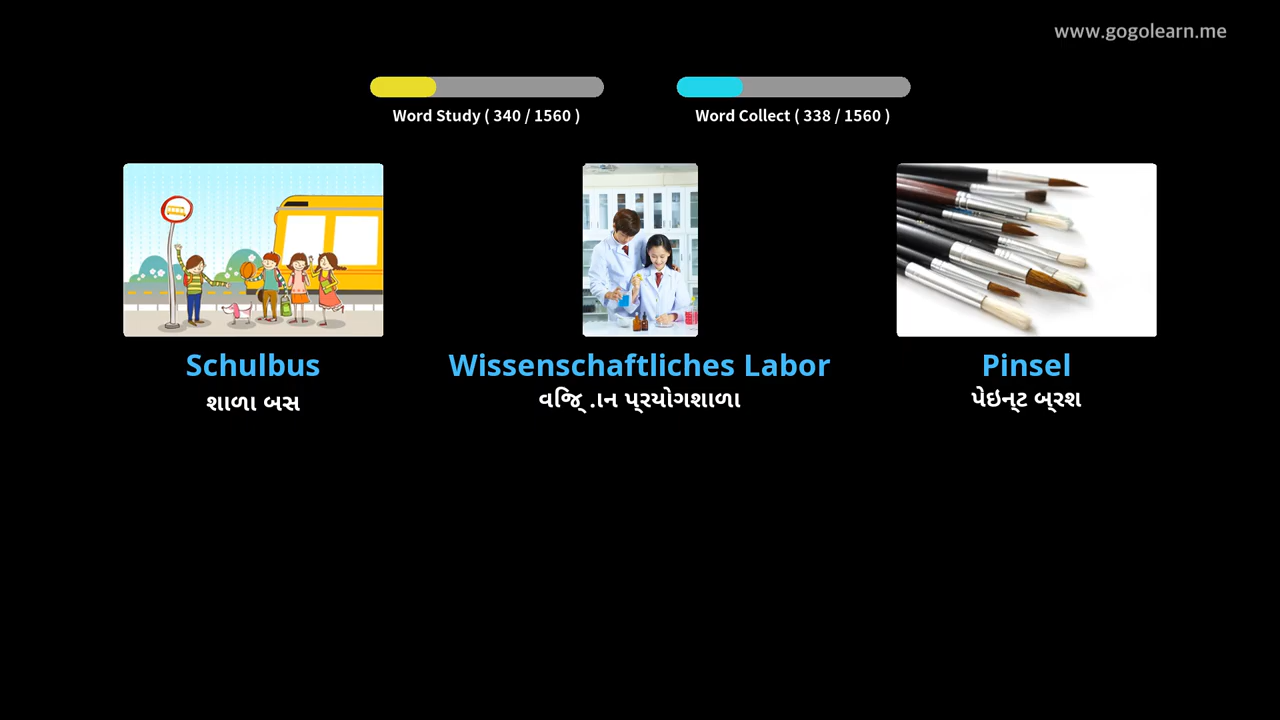 www.gogolearn.me
Word Study ( 340 / 1560 )
Word Collect ( 338 / 1560 )
Schulbus
શાળા બસ
Wissenschaftliches Labor
વિજ્ .ાન પ્રયોગશાળા
Pinsel
પેઇન્ટ બ્રશ